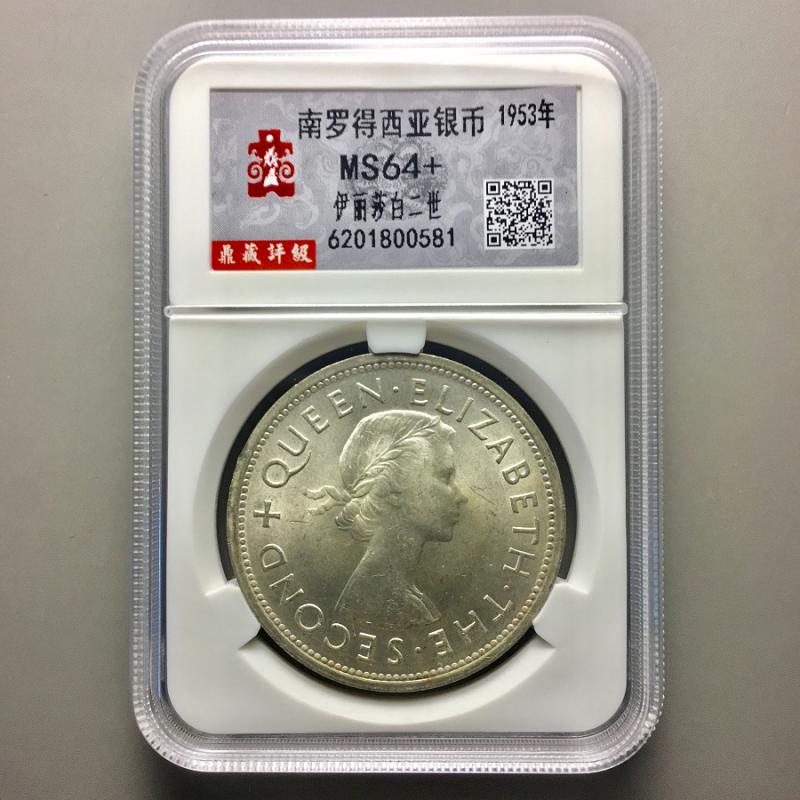 南罗得西亚银币 1953年
MS64+
伊丽莎白二世
6201800581
鼎藏評級
+ QUEEN · ELIZABETH · THE · SECOND